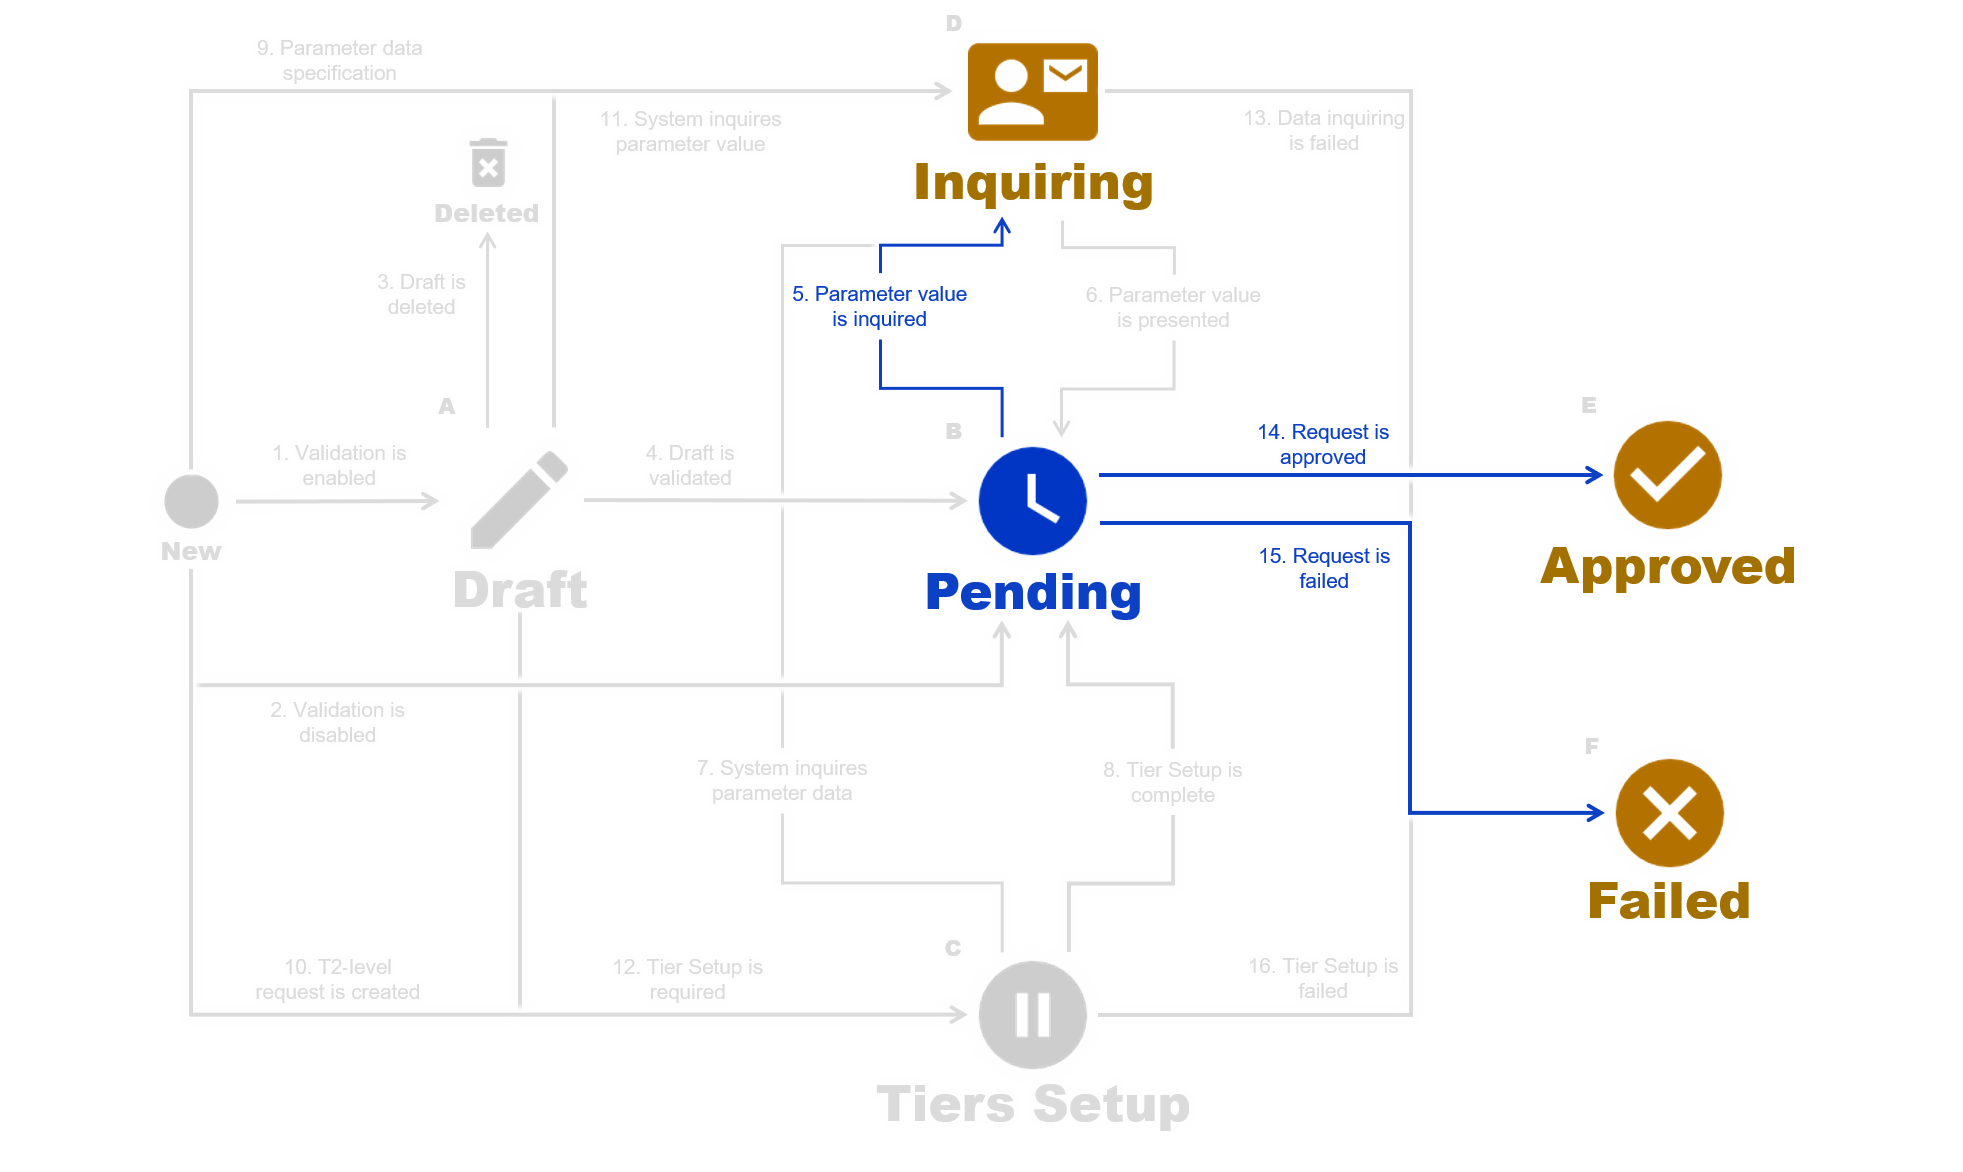 D
9. Parameter data
specification
11. System inquires
parameter value
13. Data inquiring
is failed
Inquiring
Deleted
3. Draft is
deleted
5. Parameter value
is inquired
6. Parameter value
is presented
A
B
E
1. Validation is
enabled
4. Draft is
validated
14. Request is
approved
New
Draft
Pending
15. Request is
failed
Approved
2. Validation is
disabled
F
7. System inquires
parameter data
8. Tier Setup is
complete
Failed
C
10. T2-level
request is created
12. Tier Setup is
required
16. Tier Setup is
failed
Tiers Setup